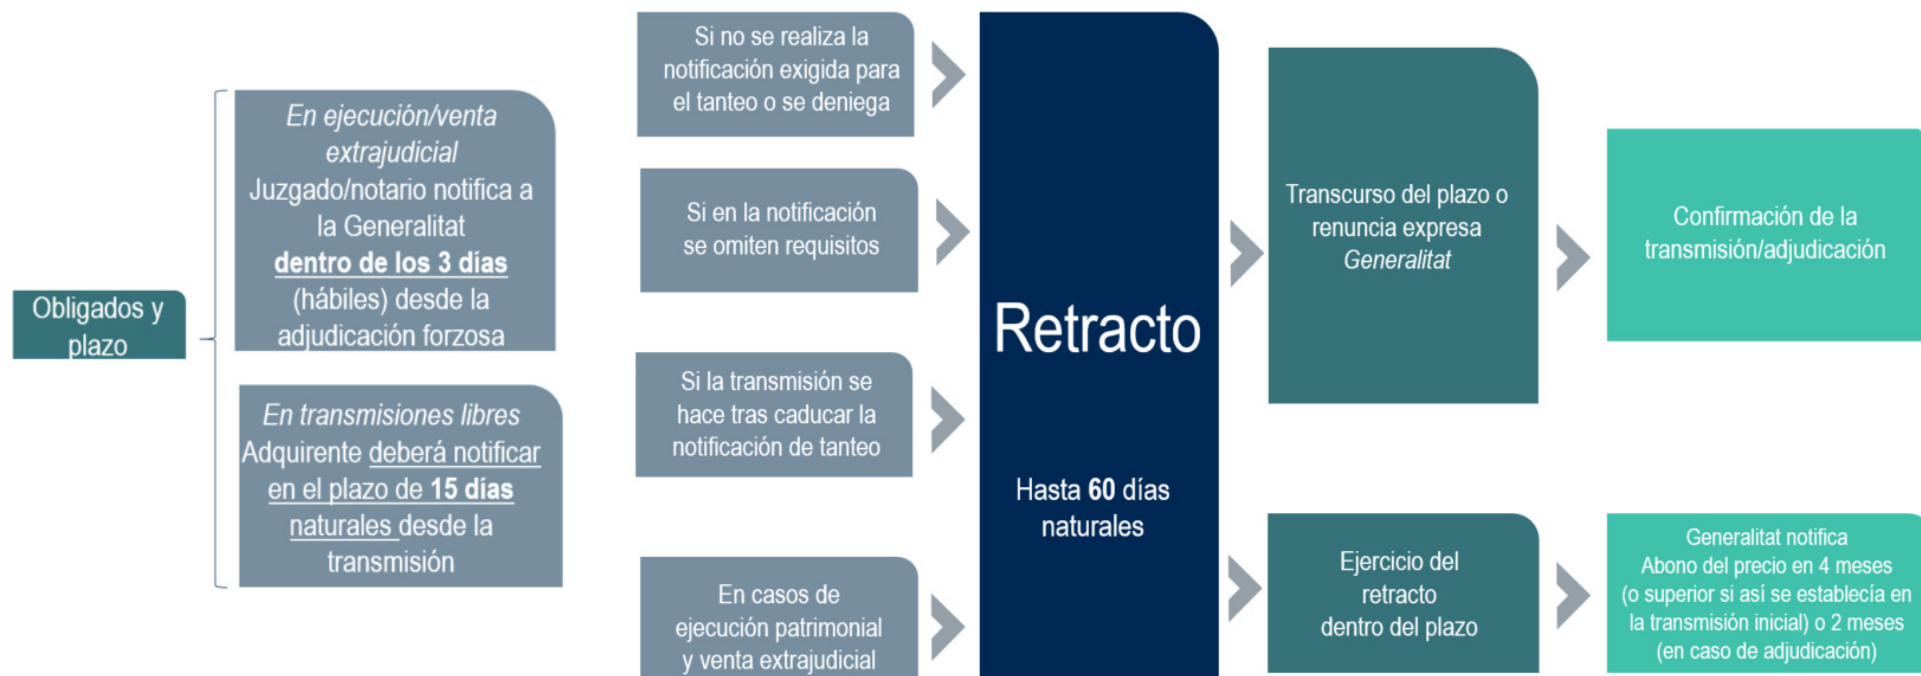 Obligados y
plazo
En ejecución/venta
extrajudicial
Juzgado/notario notifica a
la Generalitat
dentro de los 3 días
(hábiles) desde la
adjudicación forzosa
En transmisiones libres
Adquirente deberá notificar
en el plazo de 15 días
naturales desde la
transmisión
Si no se realiza la
notificación exigida para
el tanteo o se deniega
Si en la notificación
se omiten requisitos
Si la transmisión se
hace tras caducar la
notificación de tanteo
En casos de
ejecución patrimonial
y venta extrajudicial
Retracto
Hasta 60 días
naturales
Transcurso del plazo o
renuncia expresa
Generalitat
Confirmación de la
transmisión/adjudicación
Ejercicio del
retracto
dentro del plazo
Generalitat notifica
Abono del precio en 4 meses
(o superior si así se establecía en
la transmisión inicial) o 2 meses
(en caso de adjudicación)